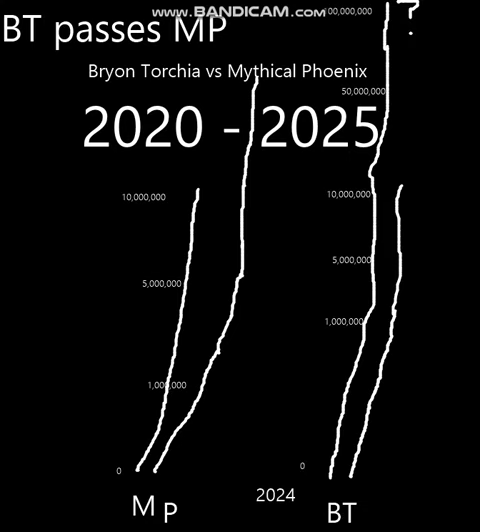 www.BANDICAM.com
100,000,000 ?
BT passes MP
Bryon Torchia vs Mythical Phoenix
50,000,000
2020 - 2025
10,000,000 10,000,000
5,000,000 5,000,000
1,000,000 1,000,000
0 0
2024
M P BT